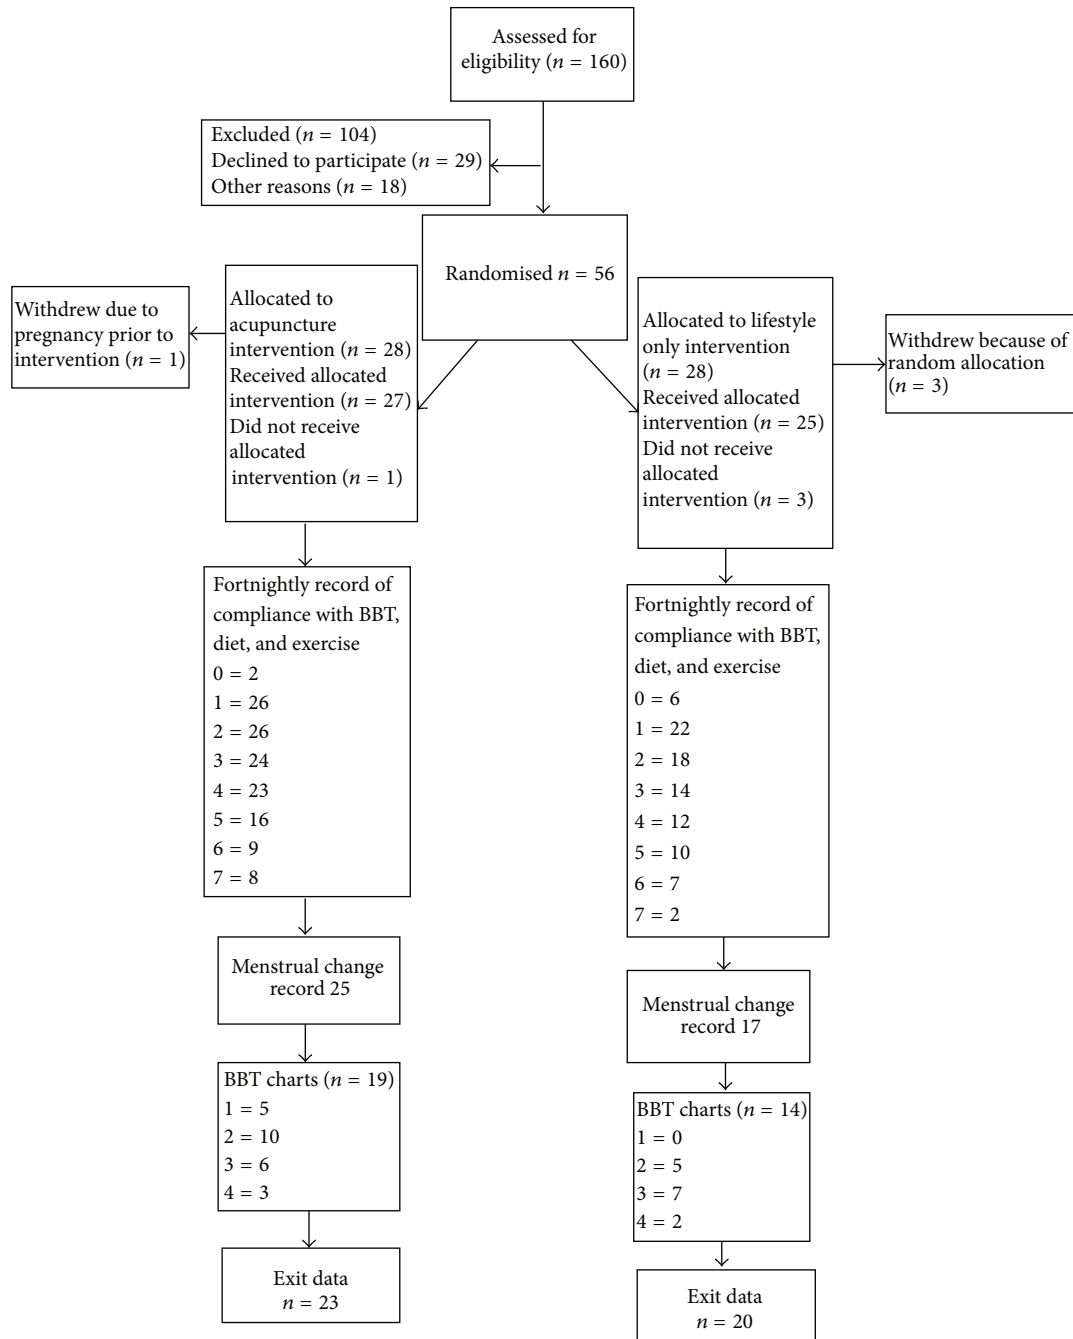 Assessed for
eligibility (n = 160)
Excluded (n = 104)
Declined to participate (n = 29)
Other reasons (n = 18)
Randomised n = 56
Withdrew due to
pregnancy prior to
intervention (n = 1)
Allocated to
acupuncture
intervention (n = 28)
Received allocated
intervention (n = 27)
Did not receive
allocated
intervention (n = 1)
Allocated to lifestyle
only intervention
(n = 28)
Received allocated
intervention (n = 25)
Did not receive
allocated
intervention (n = 3)
Withdrew because of
random allocation
(n = 3)
Fortnightly record of
compliance with BBT,
diet, and exercise
0 = 2
1 = 26
2 = 26
3 = 24
4 = 23
5 = 16
6 = 9
7 = 8
Fortnightly record of
compliance with BBT,
diet, and exercise
0 = 6
1 = 22
2 = 18
3 = 14
4 = 12
5 = 10
6 = 7
7 = 2
Menstrual change
record 25
Menstrual change
record 17
BBT charts (n = 19)
1 = 5
2 = 10
3 = 6
4 = 3
BBT charts (n = 14)
1 = 0
2 = 5
3 = 7
4 = 2
Exit data
n = 23
Exit data
n = 20